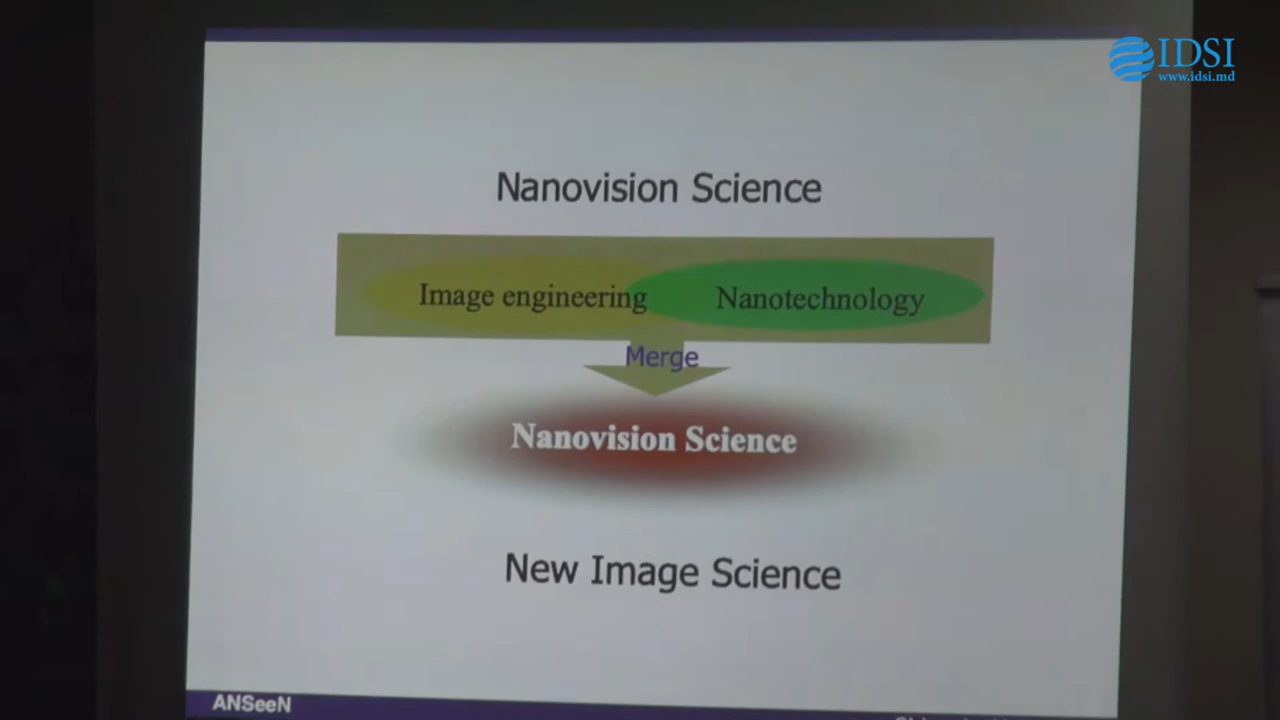 IDSI
www.idsi.md
Nanovision Science
Image engineering
Nanotechnology
Merge
Nanovision Science
New Image Science
ANSeeN